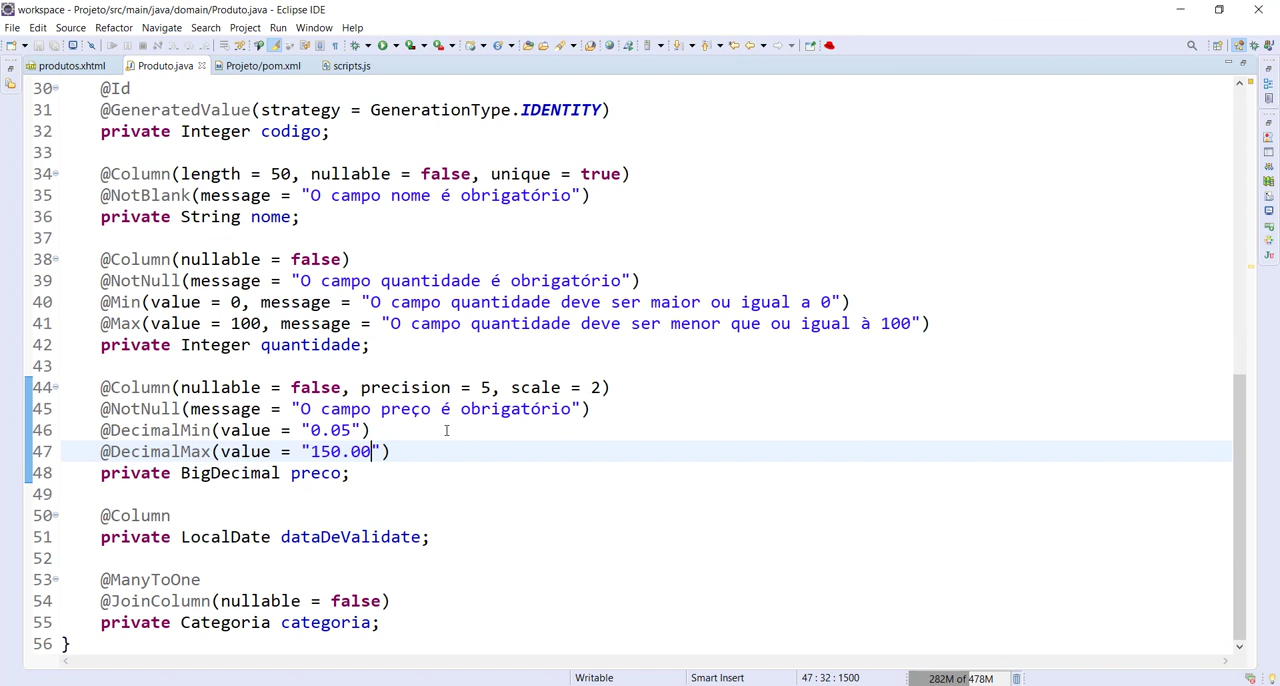 workspace - Projeto/src/main/java/domain/Produto.java - Eclipse IDE
File Edit Source Refactor Navigate Search Project Run Window Help
produtos.xhtml Produto.java Projeto/pom.xml scripts.js
30 @Id
31 @GeneratedValue(strategy = GenerationType.IDENTITY)
32 private Integer codigo;
33
34 @Column(length = 50, nullable = false, unique = true)
35 @NotBlank(message = "O campo nome é obrigatório")
36 private String nome;
37
38 @Column(nullable = false)
39 @NotNull(message = "O campo quantidade é obrigatório")
40 @Min(value = 0, message = "O campo quantidade deve ser maior ou igual a 0")
41 @Max(value = 100, message = "O campo quantidade deve ser menor que ou igual à 100")
42 private Integer quantidade;
43
44 @Column(nullable = false, precision = 5, scale = 2)
45 @NotNull(message = "O campo preço é obrigatório")
46 @DecimalMin(value = "0.05")
47 @DecimalMax(value = "150.00")
48 private BigDecimal preco;
49
50 @Column
51 private LocalDate dataDeValidate;
52
53 @ManyToOne
54 @JoinColumn(nullable = false)
55 private Categoria categoria;
56 }
Writable Smart Insert 47 : 32 : 1500 282M of 478M